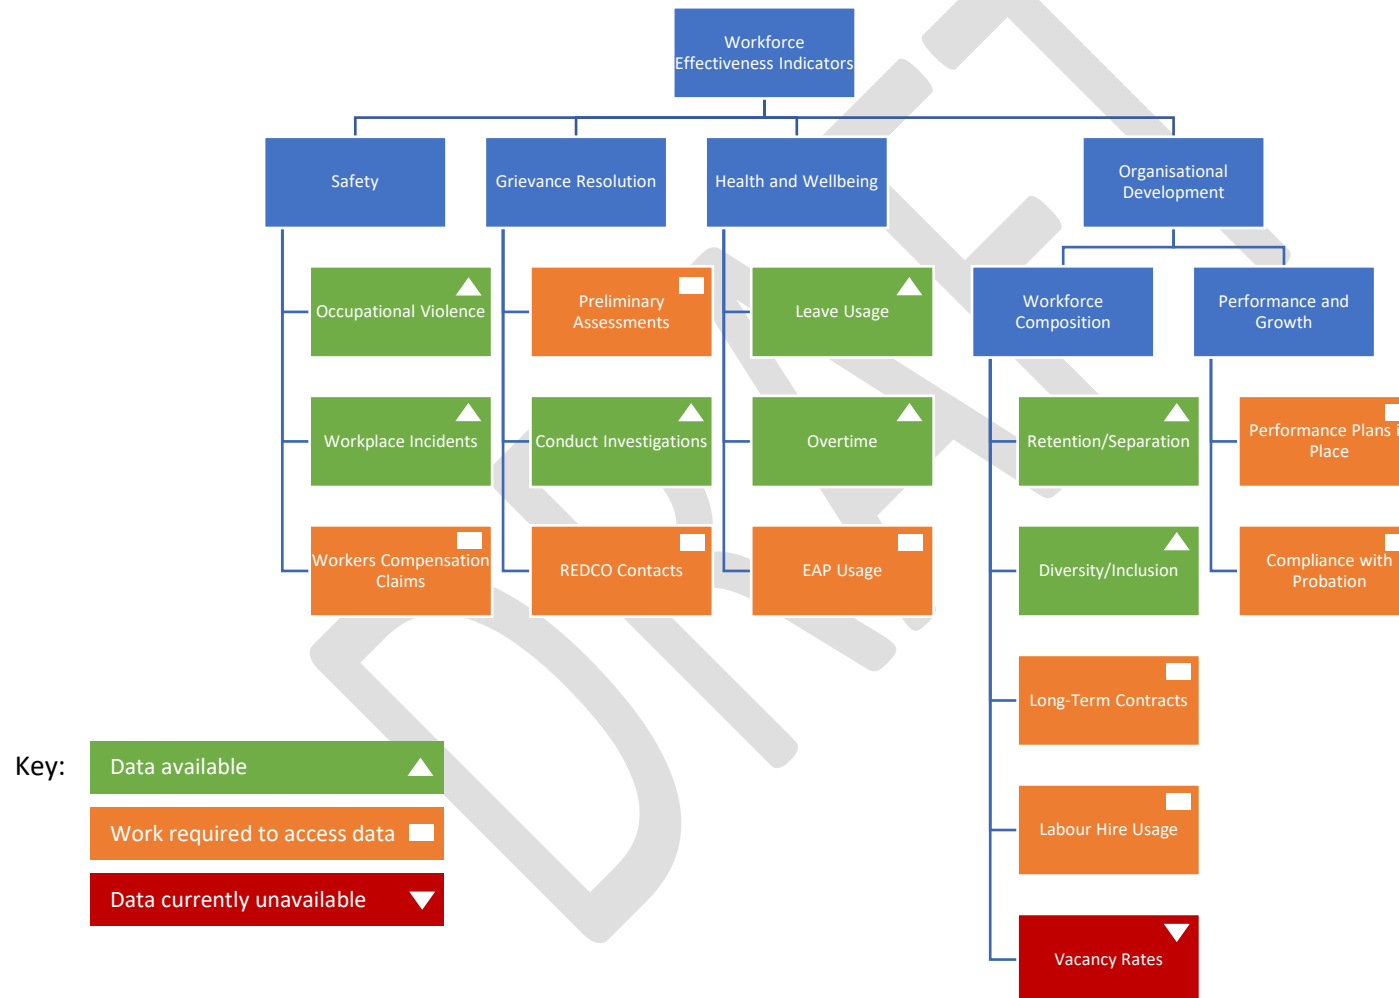 Workforce
Effectiveness Indicators
Safety
Grievance Resolution
Health and Wellbeing
Organisational
Development
Workforce
Composition
Performance and
Growth
Occupational Violence
Preliminary
Assessments
Leave Usage
Workplace Incidents
Conduct Investigations
Overtime
Retention/Separation
Performance Plans i
Place
Workers Compensation
Claims
REDCO Contacts
EAP Usage
Diversity/Inclusion
Compliance with
Probation
Long-Term Contracts
Labour Hire Usage
Vacancy Rates
Key:
Data available
Work required to access data
Data currently unavailable
DRAFT